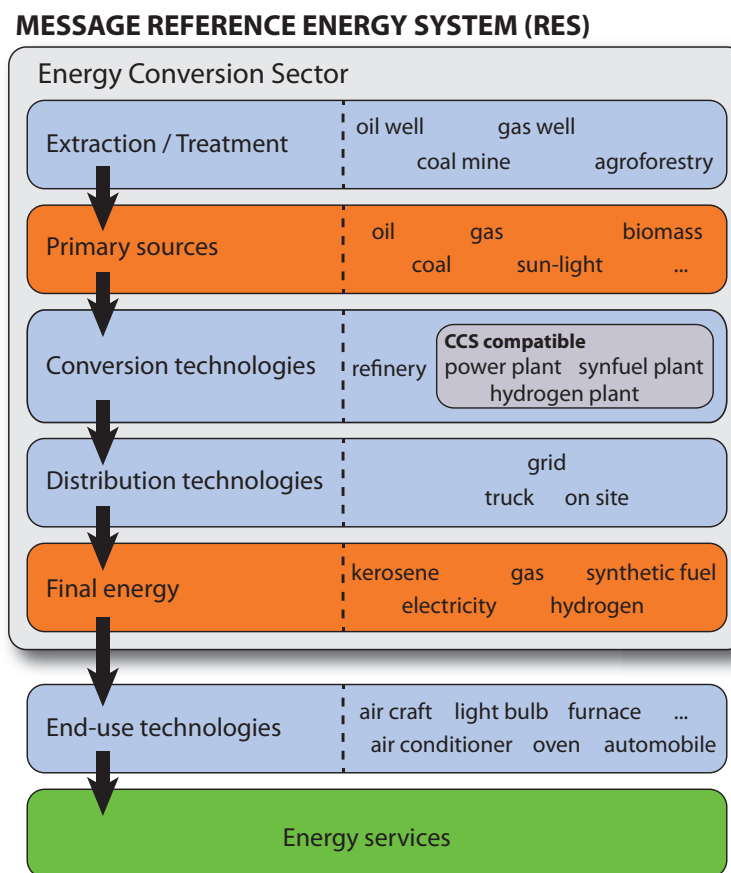 MESSAGE REFERENCE ENERGY SYSTEM (RES)
Energy Conversion Sector
Extraction / Treatment
oil well gas well
coal mine agroforestry
Primary sources
oil gas biomass
coal sun-light ...
Conversion technologies
refinery
CCS compatible
power plant synfuel plant
hydrogen plant
Distribution technologies
grid
truck on site
Final energy
kerosene gas synthetic fuel
electricity hydrogen
End-use technologies
air craft light bulb furnace ...
air conditioner oven automobile
Energy services